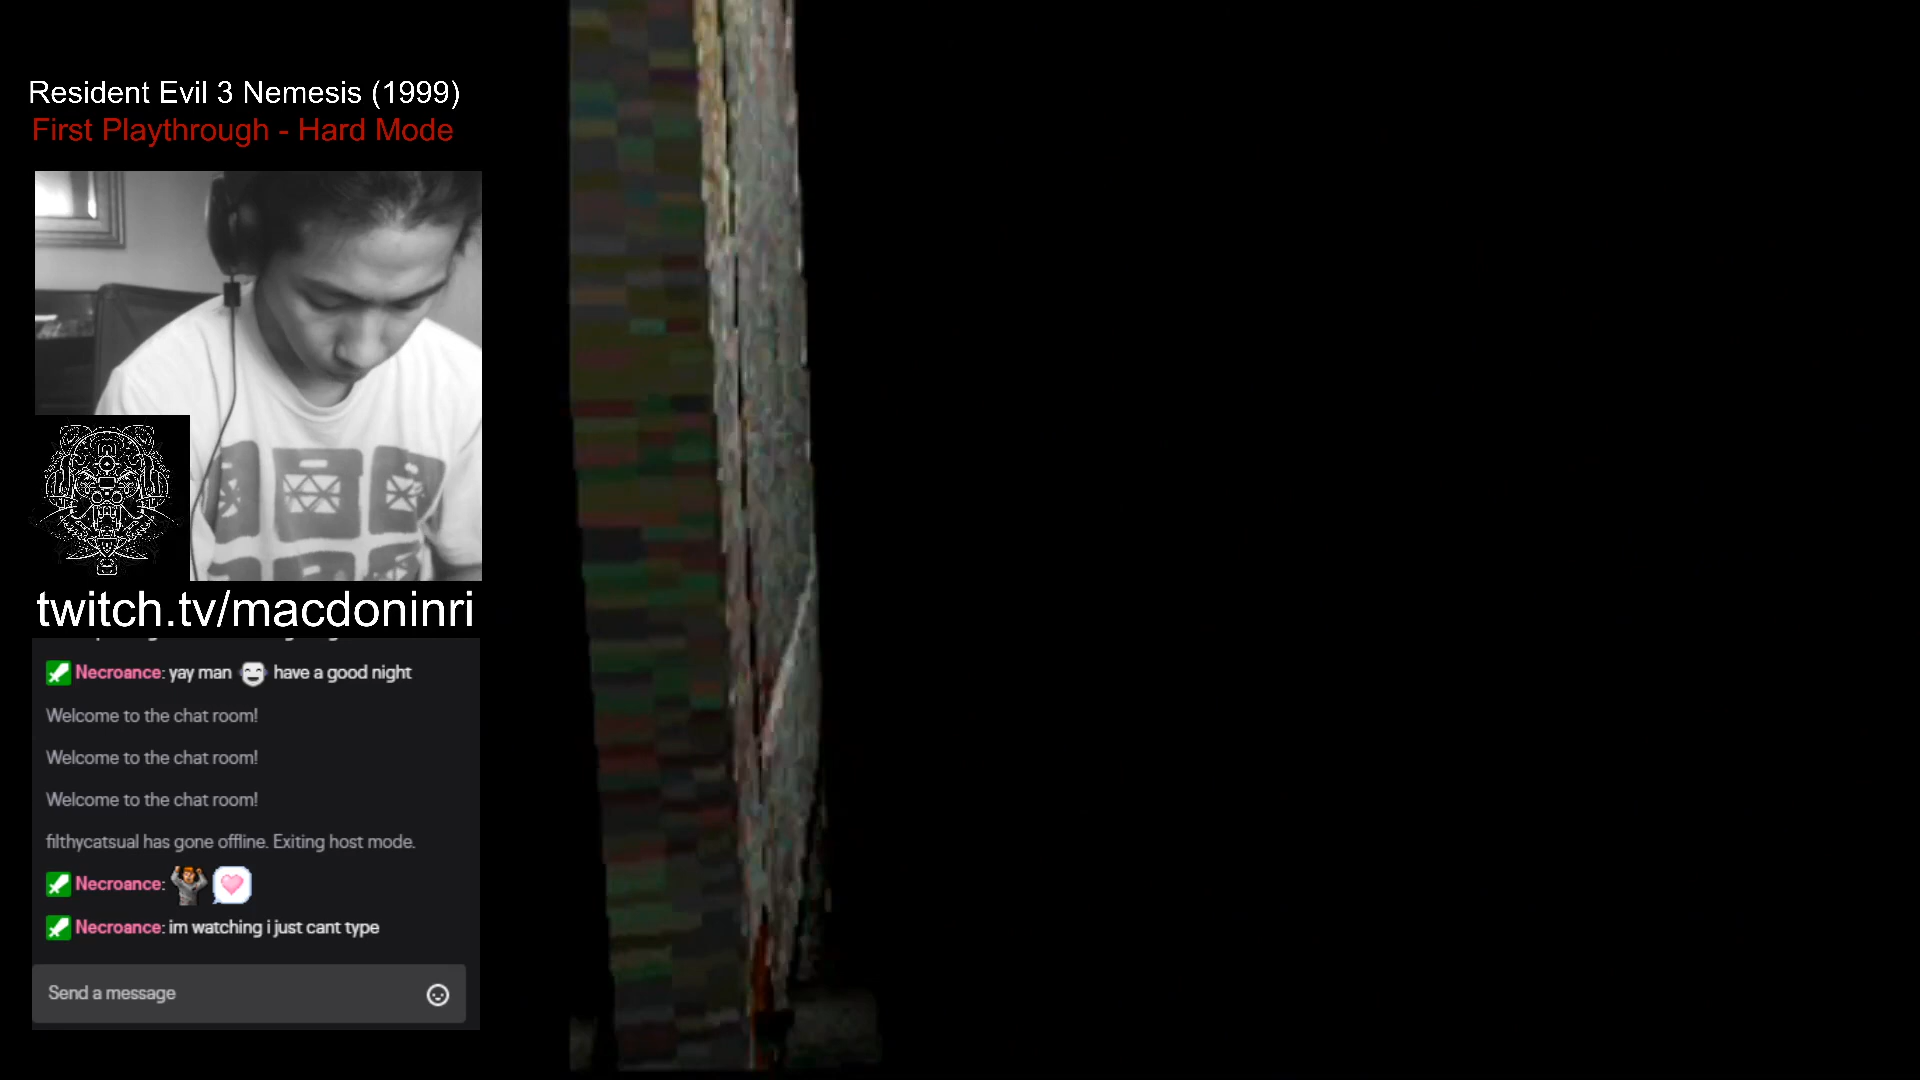 Resident Evil 3 Nemesis (1999)
First Playthrough - Hard Mode
twitch.tv/macdoninri
Necroance: yay man have a good night
Welcome to the chat room!
Welcome to the chat room!
Welcome to the chat room!
filthycatsual has gone offline. Exiting host mode.
Necroance:
Necroance: im watching i just cant type
Send a message